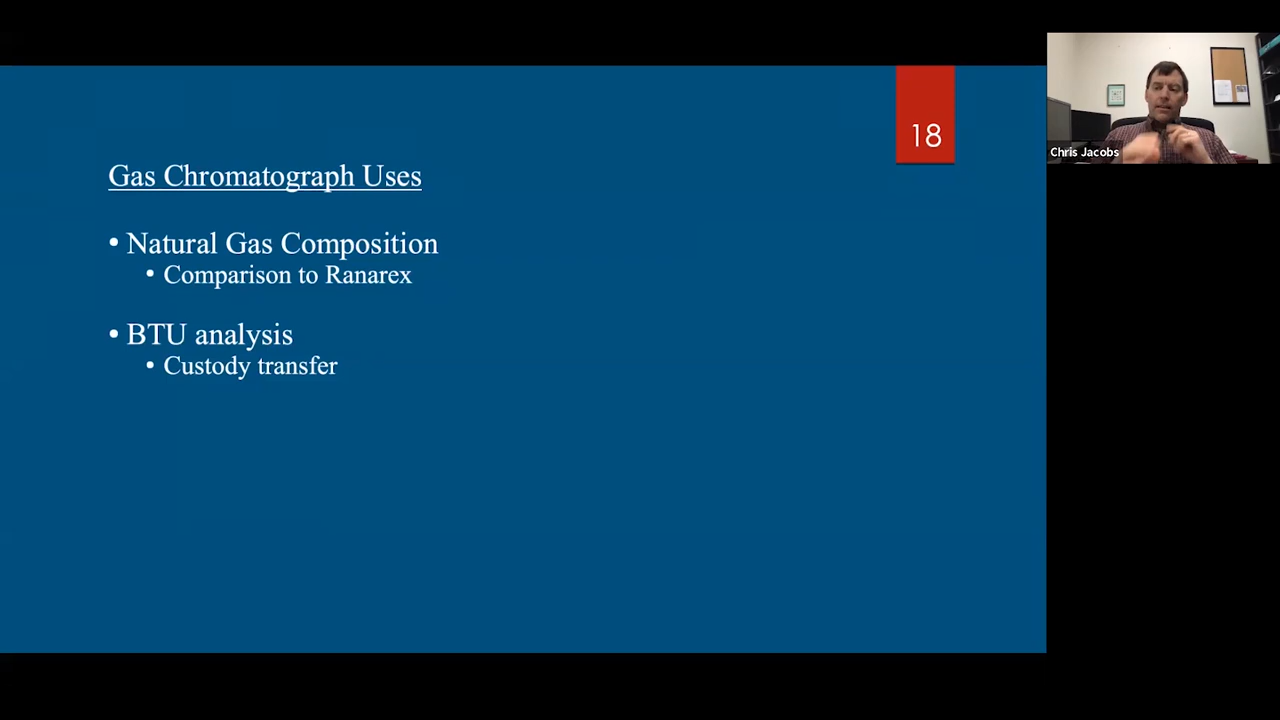 18
Gas Chromatograph Uses
• Natural Gas Composition
• Comparison to Ranarex
• BTU analysis
• Custody transfer
Chris Jacobs